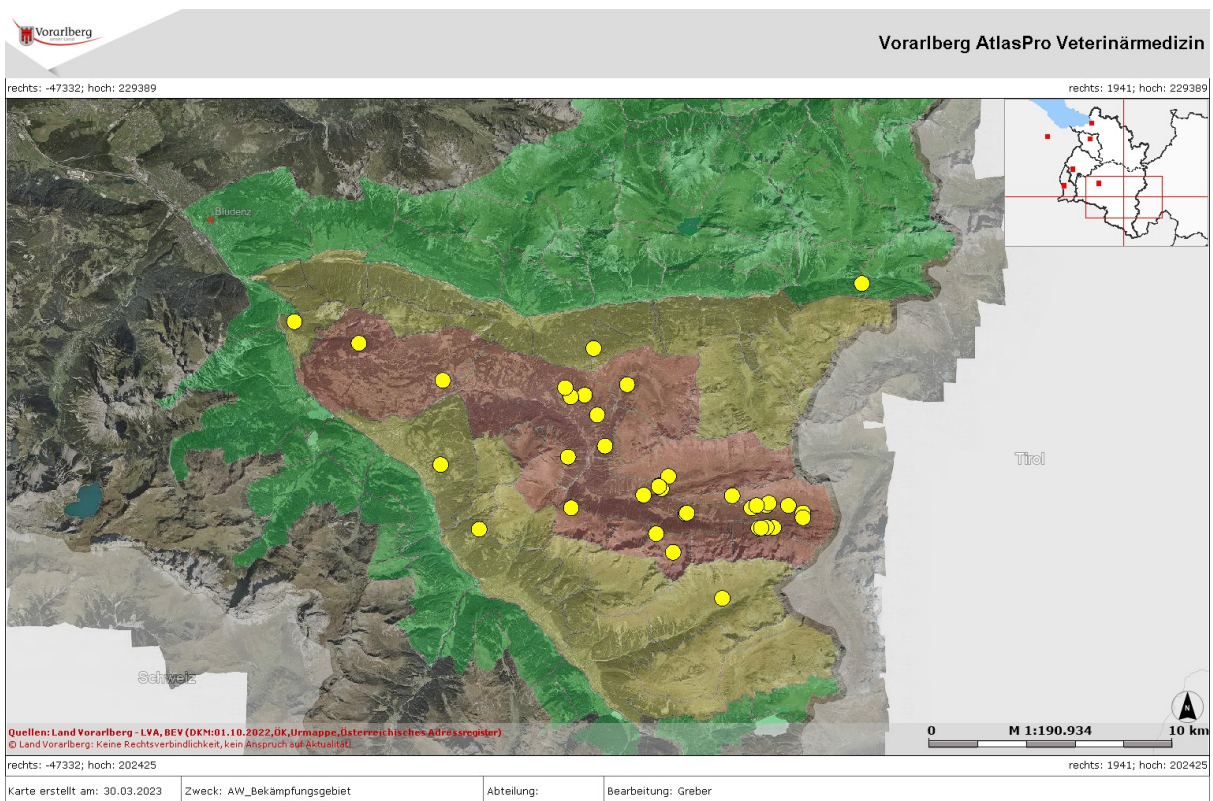 Vorarlberg
unser Land
Vorarlberg AtlasPro Veterinärmedizin
rechts: -47332; hoch: 229389
rechts: 1941; hoch: 229389
Bludenz
Tirol
Schweiz
N
Quellen: Land Vorarlberg - LVA, BEV (DKM:01.10.2022,ÖK,Urmappe,Österreichisches Adressregister)
© Land Vorarlberg: Keine Rechtsverbindlichkeit, kein Anspruch auf Aktualität!
0 M 1:190.934 10 km
rechts: -47332; hoch: 202425
rechts: 1941; hoch: 202425
Karte erstellt am: 30.03.2023 Zweck: AW_Bekämpfungsgebiet Abteilung: Bearbeitung: Greber